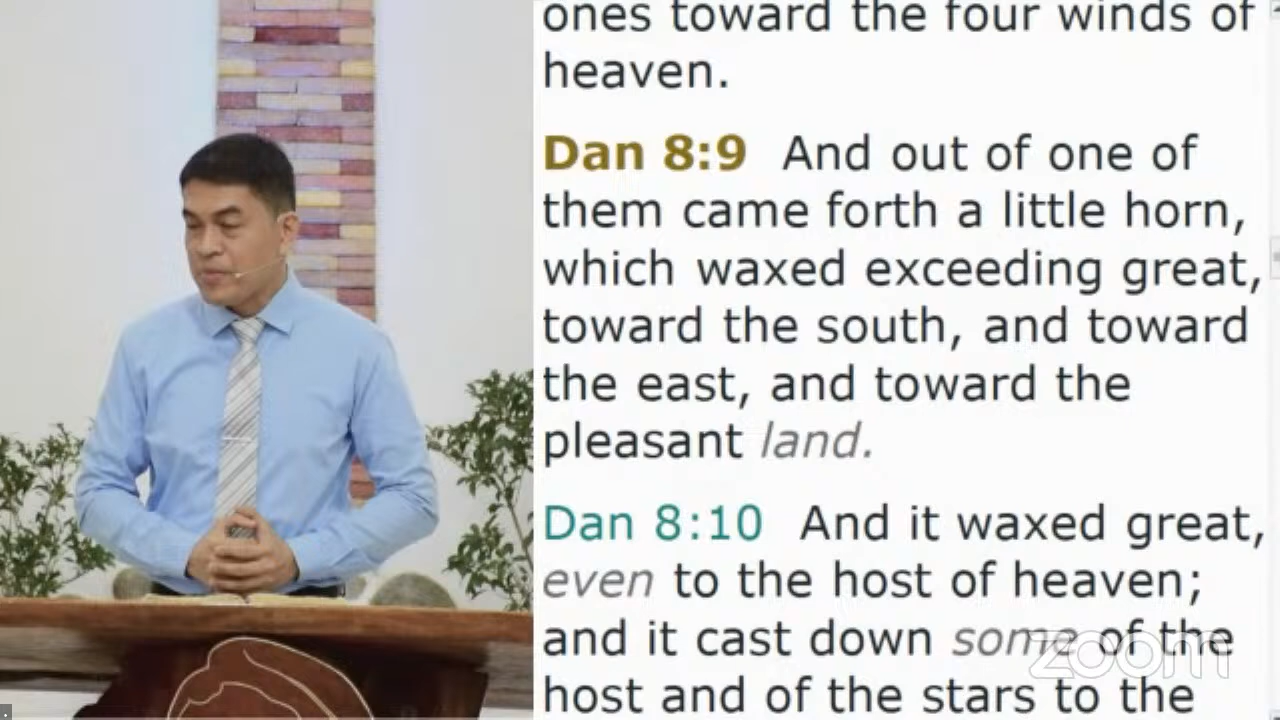 ones toward the four winds of
heaven.
Dan 8:9 And out of one of
them came forth a little horn,
which waxed exceeding great,
toward the south, and toward
the east, and toward the
pleasant land.
Dan 8:10 And it waxed great,
even to the host of heaven;
and it cast down some of the
host and of the stars to the
zoom